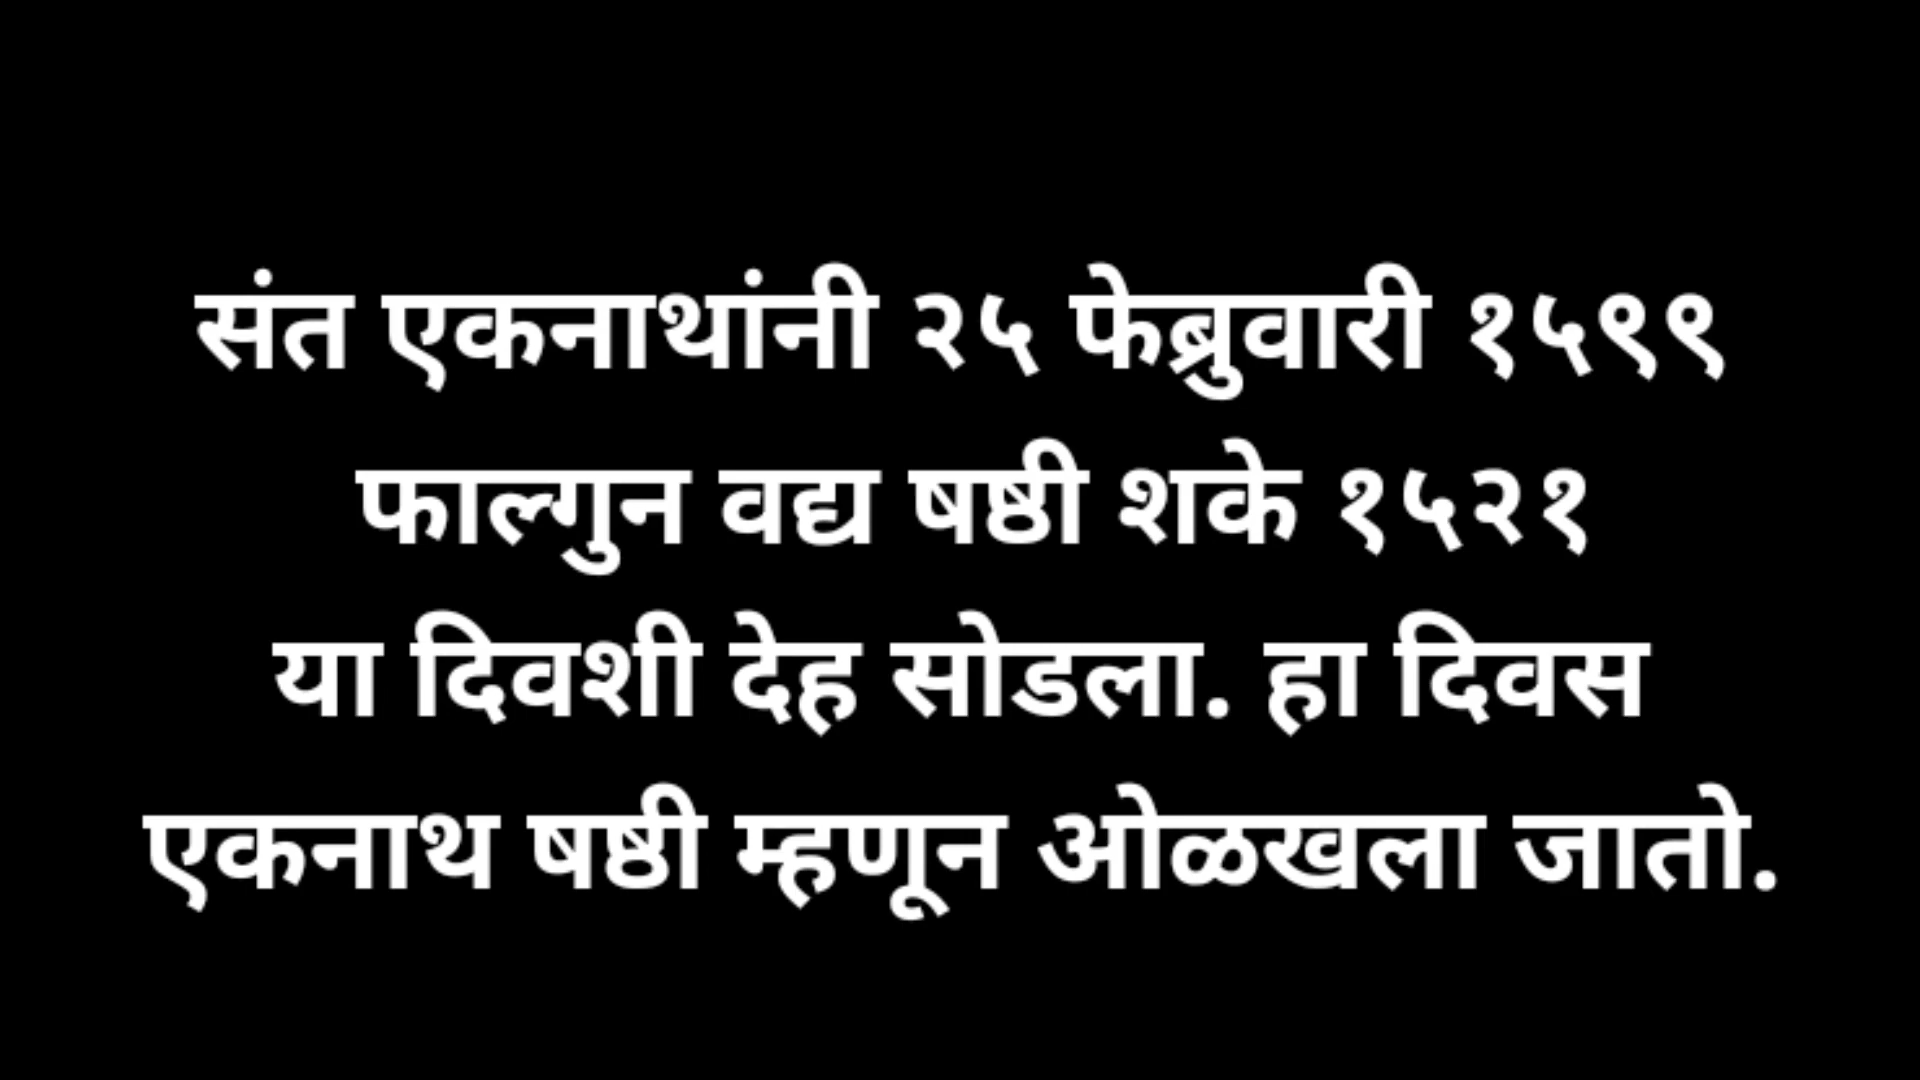 संत एकनाथांनी २५ फेब्रुवारी १५९९
फाल्गुन वद्य षष्ठी शके १५२१
या दिवशी देह सोडला. हा दिवस
एकनाथ षष्ठी म्हणून ओळखला जातो.